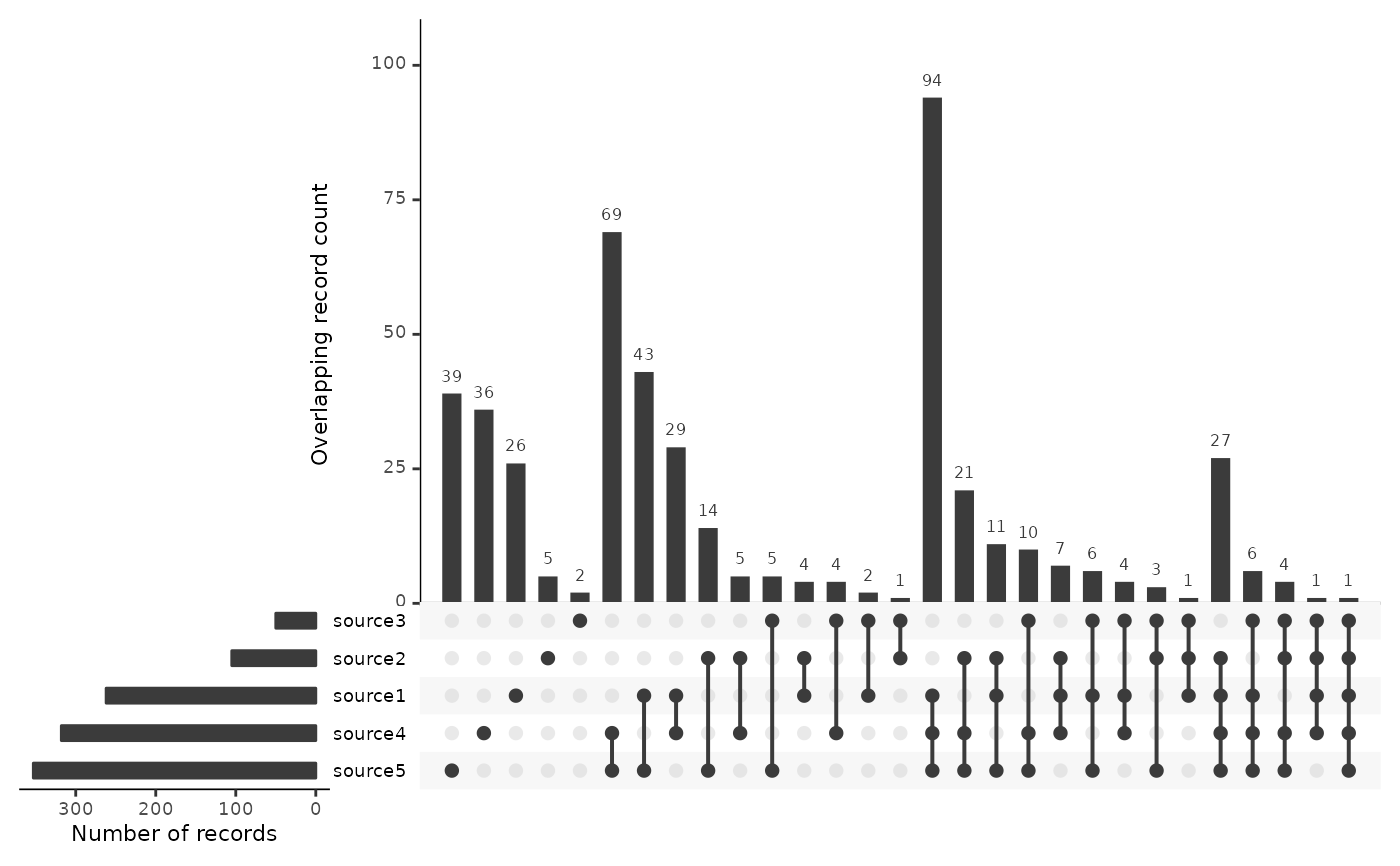 Overlapping record count
100
75
50
25
0
39 36 26 5 2 69 43 29 14 5 5 4 4 2 1 94 21 11 10 7 6 4 3 1 27 6 4 1 1
source3
source2
source1
source4
source5
300 200 100 0
Number of records